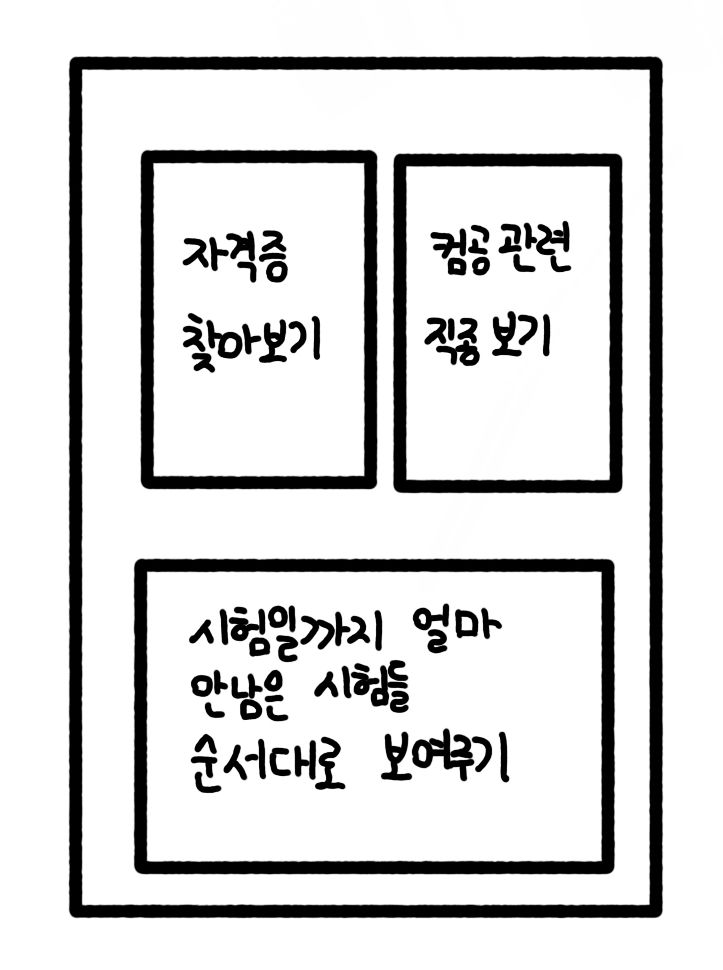 자격증
찾아보기
컴공 관련
직종 보기
시험일까지 얼마
안남은 시험들
순서대로 보여주기